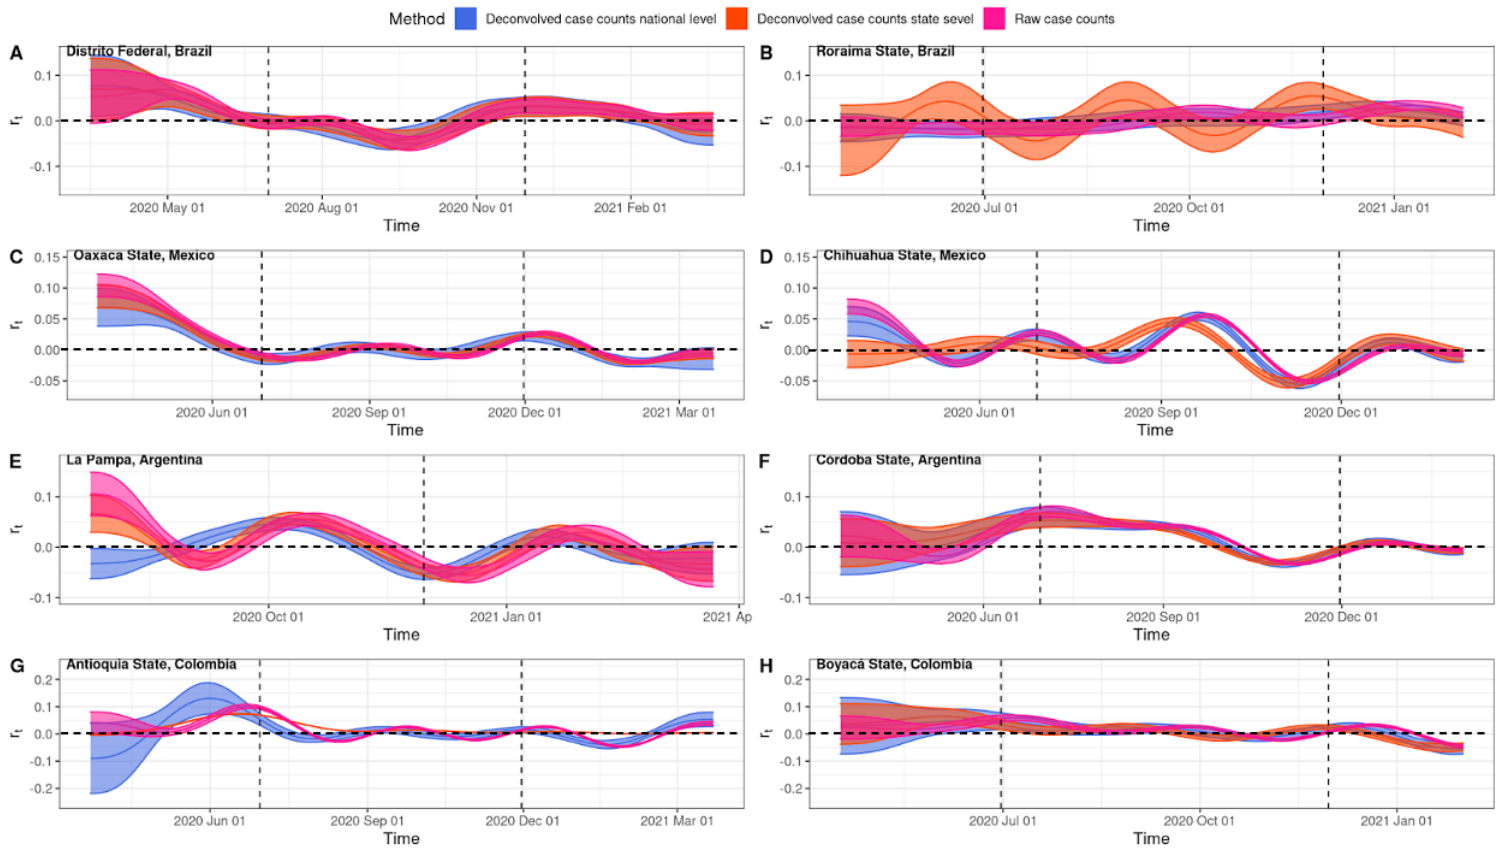 Method Deconvolved case counts national level Deconvolved case counts state sevel Raw case counts
A Distrito Federal, Brazil
0.1
0.0
-0.1
rt
2020 May 01 2020 Aug 01 2020 Nov 01 2021 Feb 01
Time
B Roraima State, Brazil
0.1
0.0
-0.1
rt
2020 Jul 01 2020 Oct 01 2021 Jan 01
Time
C Oaxaca State, Mexico
0.15
0.10
0.05
0.00
-0.05
rt
2020 Jun 01 2020 Sep 01 2020 Dec 01 2021 Mar 01
Time
D Chihuahua State, Mexico
0.15
0.10
0.05
0.00
-0.05
rt
2020 Jun 01 2020 Sep 01 2020 Dec 01
Time
E La Pampa, Argentina
0.1
0.0
-0.1
rt
2020 Oct 01 2021 Jan 01 2021 Ap
Time
F Cordoba State, Argentina
0.1
0.0
-0.1
rt
2020 Jun 01 2020 Sep 01 2020 Dec 01
Time
G Antioquia State, Colombia
0.2
0.1
0.0
-0.1
-0.2
rt
2020 Jun 01 2020 Sep 01 2020 Dec 01 2021 Mar 01
Time
H Boyacá State, Colombia
0.2
0.1
0.0
-0.1
-0.2
rt
2020 Jul 01 2020 Oct 01 2021 Jan 01
Time